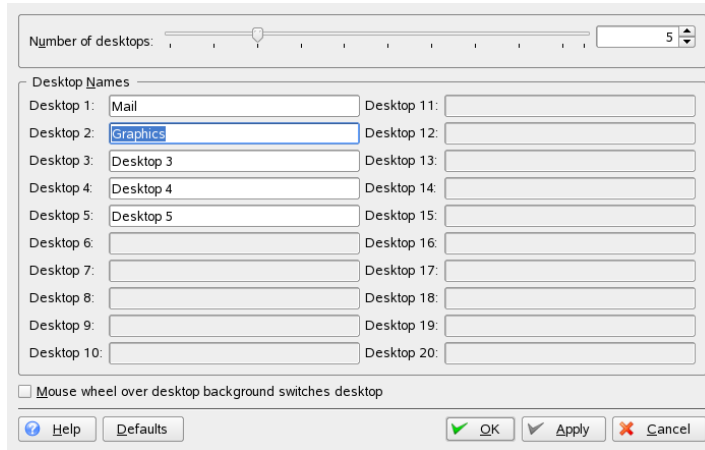 Number of desktops: 5
Desktop Names
Desktop 1: Mail Desktop 11:
Desktop 2: Graphics Desktop 12:
Desktop 3: Desktop 3 Desktop 13:
Desktop 4: Desktop 4 Desktop 14:
Desktop 5: Desktop 5 Desktop 15:
Desktop 6: Desktop 16:
Desktop 7: Desktop 17:
Desktop 8: Desktop 18:
Desktop 9: Desktop 19:
Desktop 10: Desktop 20:
Mouse wheel over desktop background switches desktop
Help Defaults OK Apply Cancel